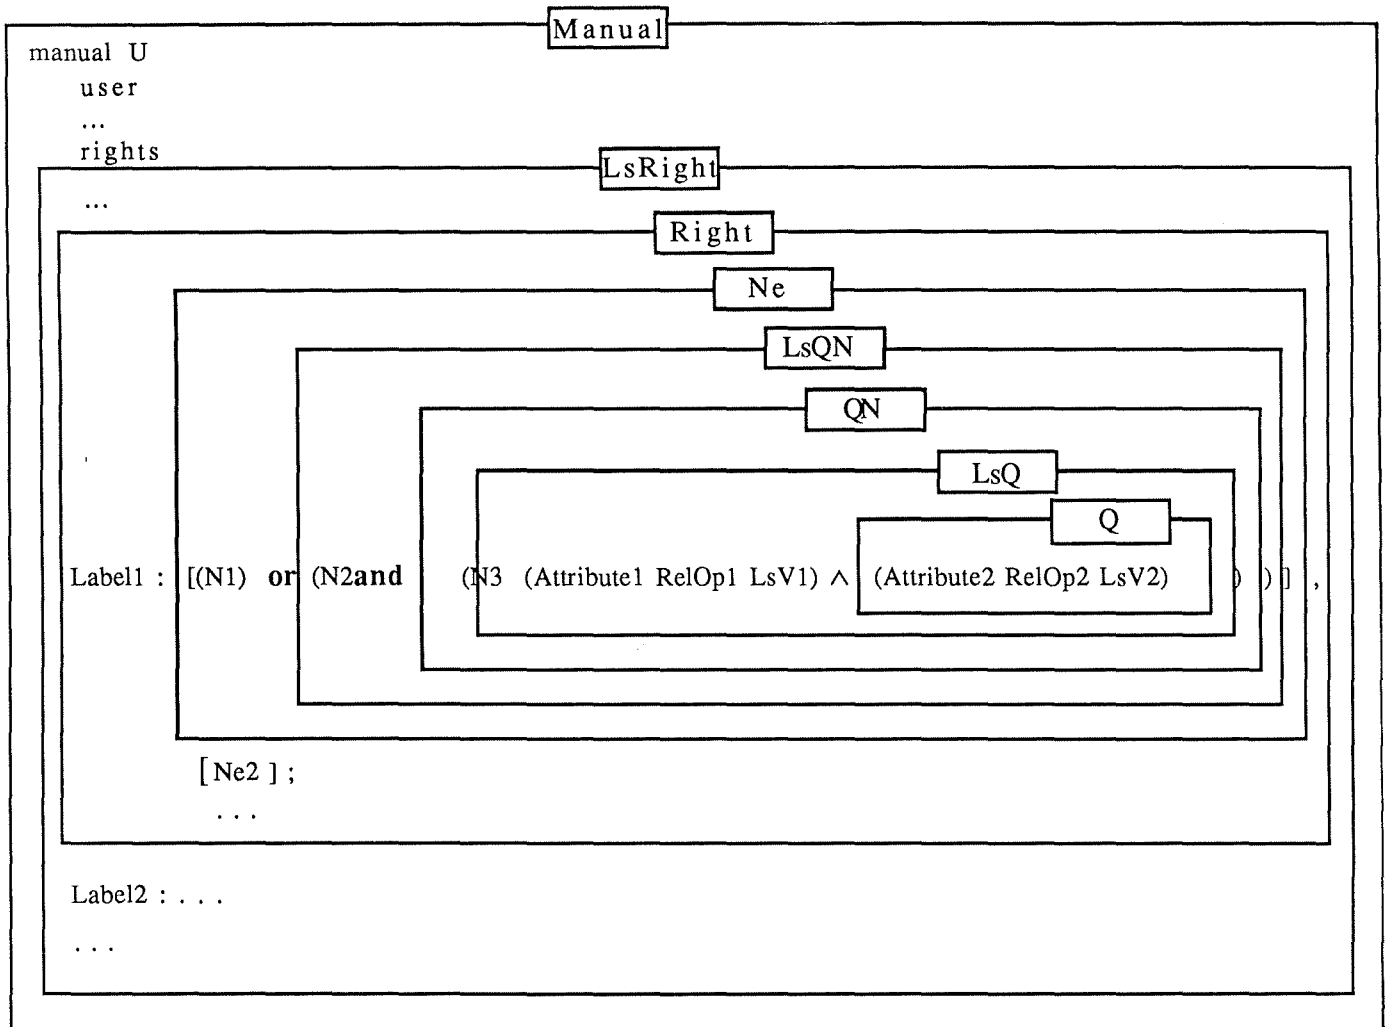 Manual
manual U
user
...
rights
LsRight
...
Right
Ne
LsQN
QN
LsQ
Q
Label1 : [(N1) or (N2and (N3 (Attribute1 RelOp1 LsV1) ∧ (Attribute2 RelOp2 LsV2) ) ) ] ,
[Ne2 ] ;
. . .
Label2 : . . .
. . .